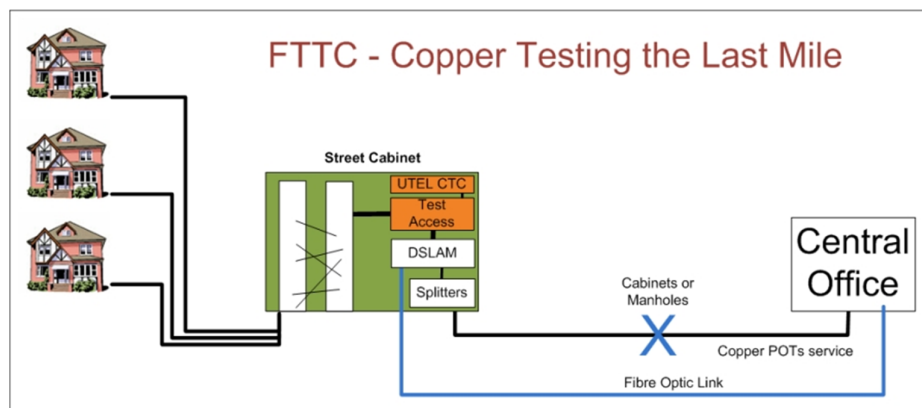 FTTC - Copper Testing the Last Mile
Street Cabinet
UTEL CTC
Test
Access
DSLAM
Splitters
Cabinets or
Manholes
Central
Office
Copper POTs service
Fibre Optic Link